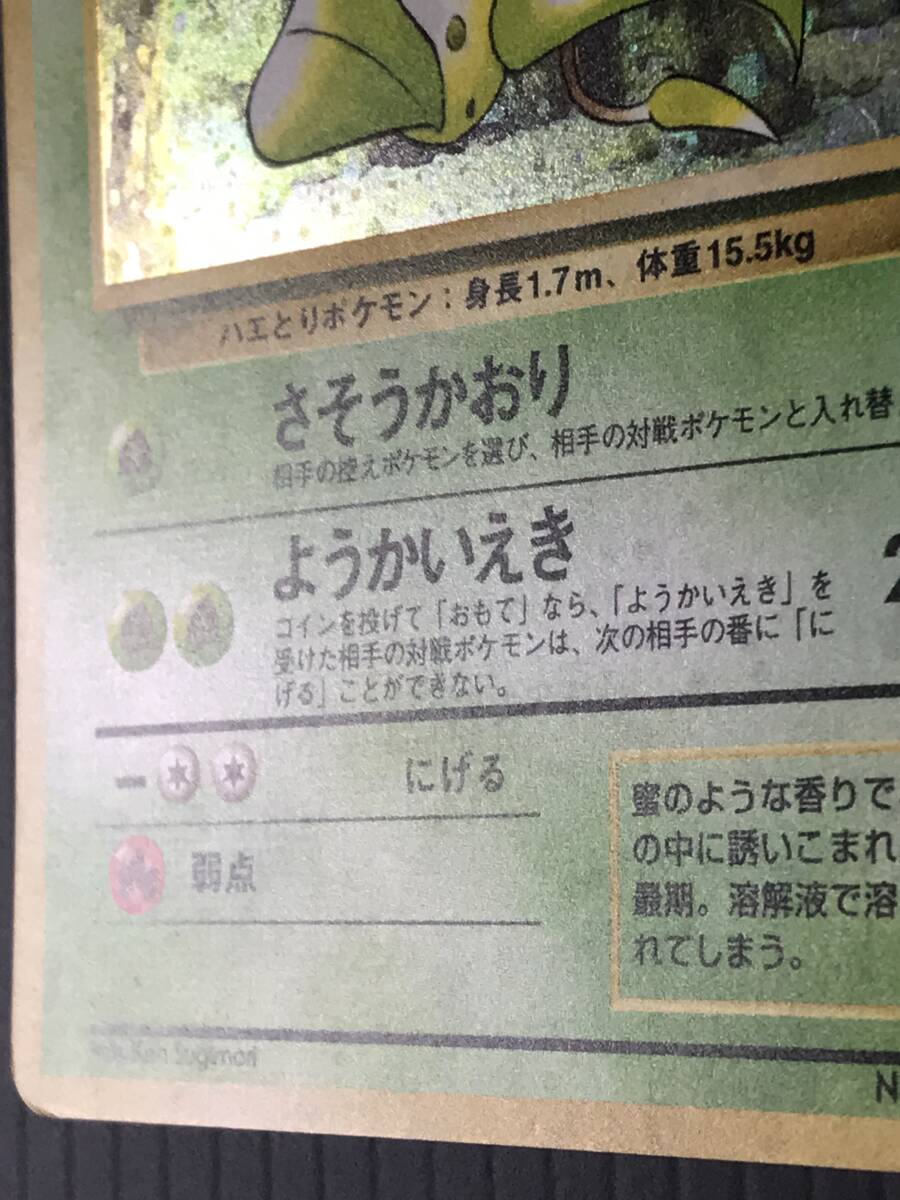 ハエとりポケモン：身長1.7m、体重15.5kg
さそうかおり
相手の控えポケモンを選び、相手の対戦ポケモンと入れ替
ようかいえき
コインを投げて「おもて」なら、「ようかいえき」を
受けた相手の対戦ポケモンは、次の相手の番に「に
げる」ことができない。
2
ー にげる
弱点
蜜のような香りで
の中に誘いこまれ
最期。溶解液で溶
れてしまう。
Illus. Ken Sugimori
N